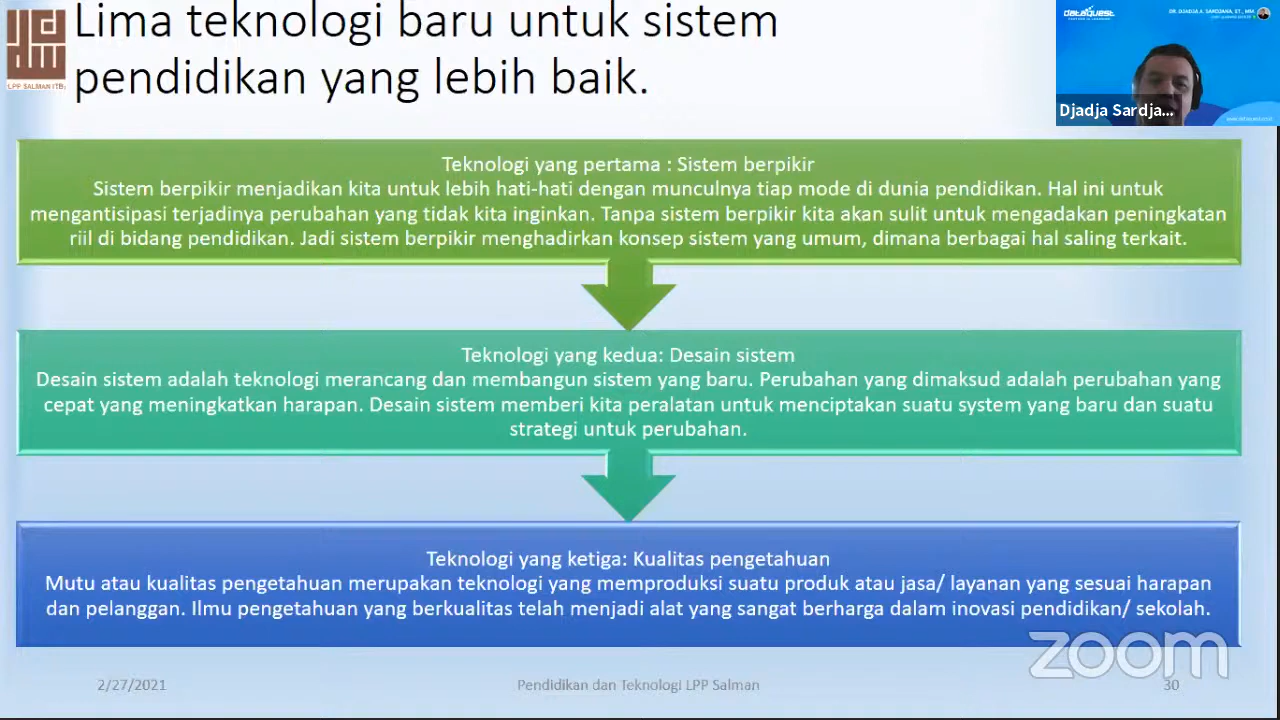 Lima teknologi baru untuk sistem
pendidikan yang lebih baik.
LPP SALMAN ITB
dataquest
DR. DJADJA A. SARDJANA, ST., MM.
Djadja Sardja...
Teknologi yang pertama : Sistem berpikir
Sistem berpikir menjadikan kita untuk lebih hati-hati dengan munculnya tiap mode di dunia pendidikan. Hal ini untuk
mengantisipasi terjadinya perubahan yang tidak kita inginkan. Tanpa sistem berpikir kita akan sulit untuk mengadakan peningkatan
riil di bidang pendidikan. Jadi sistem berpikir menghadirkan konsep sistem yang umum, dimana berbagai hal saling terkait.
Teknologi yang kedua: Desain sistem
Desain sistem adalah teknologi merancang dan membangun sistem yang baru. Perubahan yang dimaksud adalah perubahan yang
cepat yang meningkatkan harapan. Desain sistem memberi kita peralatan untuk menciptakan suatu system yang baru dan suatu
strategi untuk perubahan.
Teknologi yang ketiga: Kualitas pengetahuan
Mutu atau kualitas pengetahuan merupakan teknologi yang memproduksi suatu produk atau jasa/ layanan yang sesuai harapan
dan pelanggan. Ilmu pengetahuan yang berkualitas telah menjadi alat yang sangat berharga dalam inovasi pendidikan/ sekolah.
zoom
2/27/2021
Pendidikan dan Teknologi LPP Salman
30